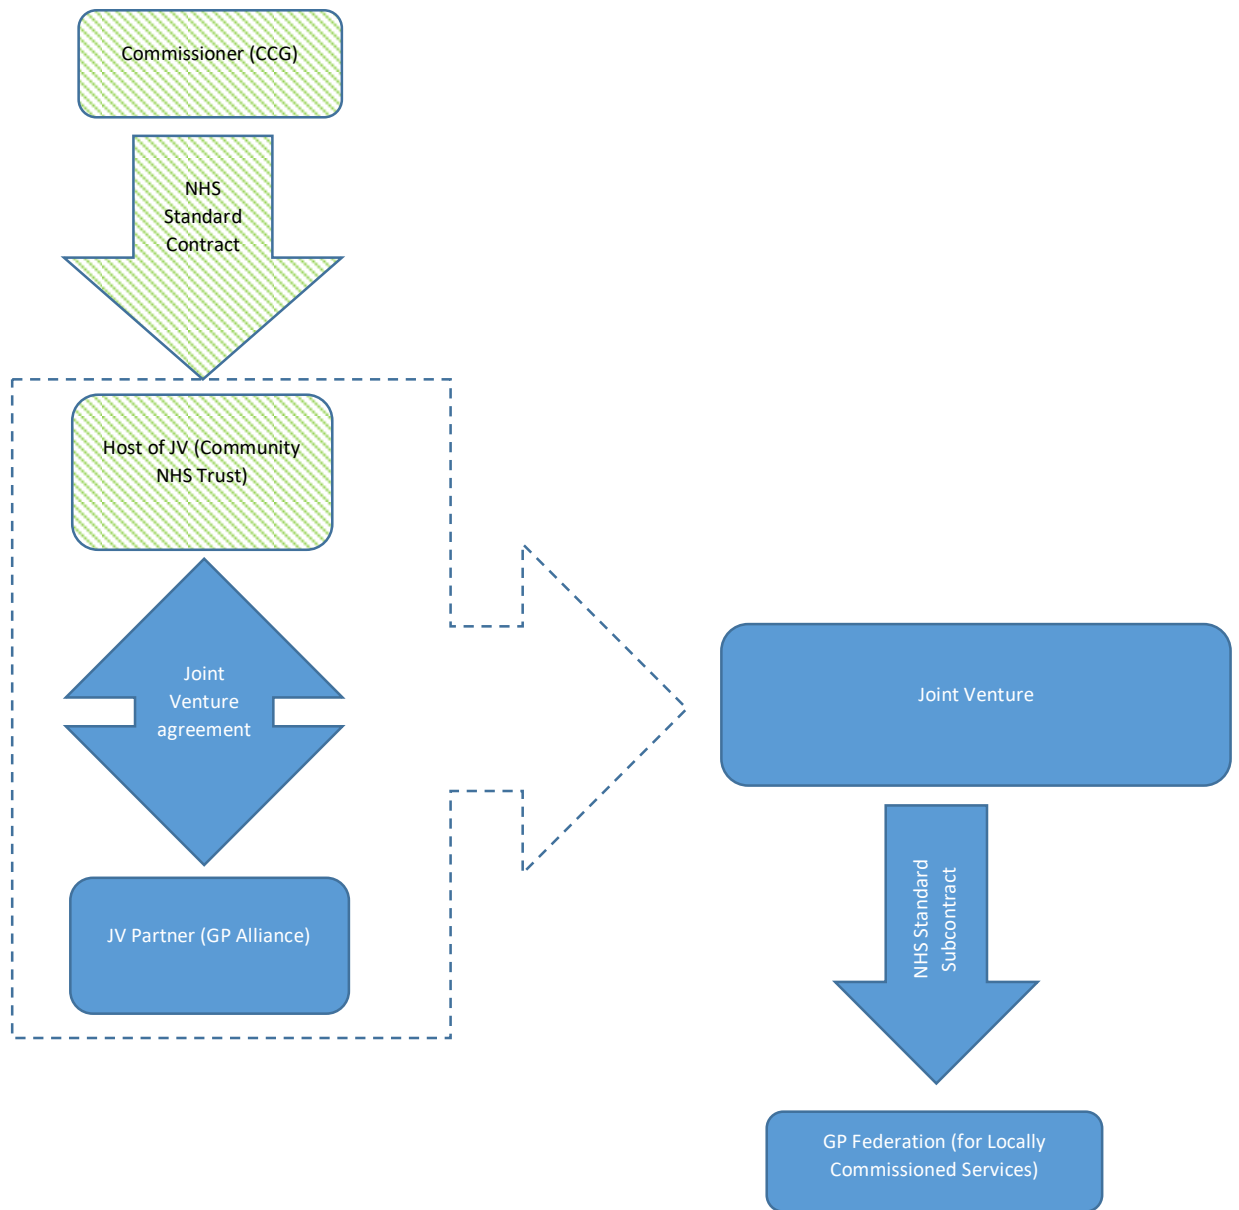 Commissioner (CCG)
NHS
Standard
Contract
Host of JV (Community
NHS Trust)
Joint
Venture
agreement
JV Partner (GP Alliance)
Joint Venture
NHS Standard
Subcontract
GP Federation (for Locally
Commissioned Services)